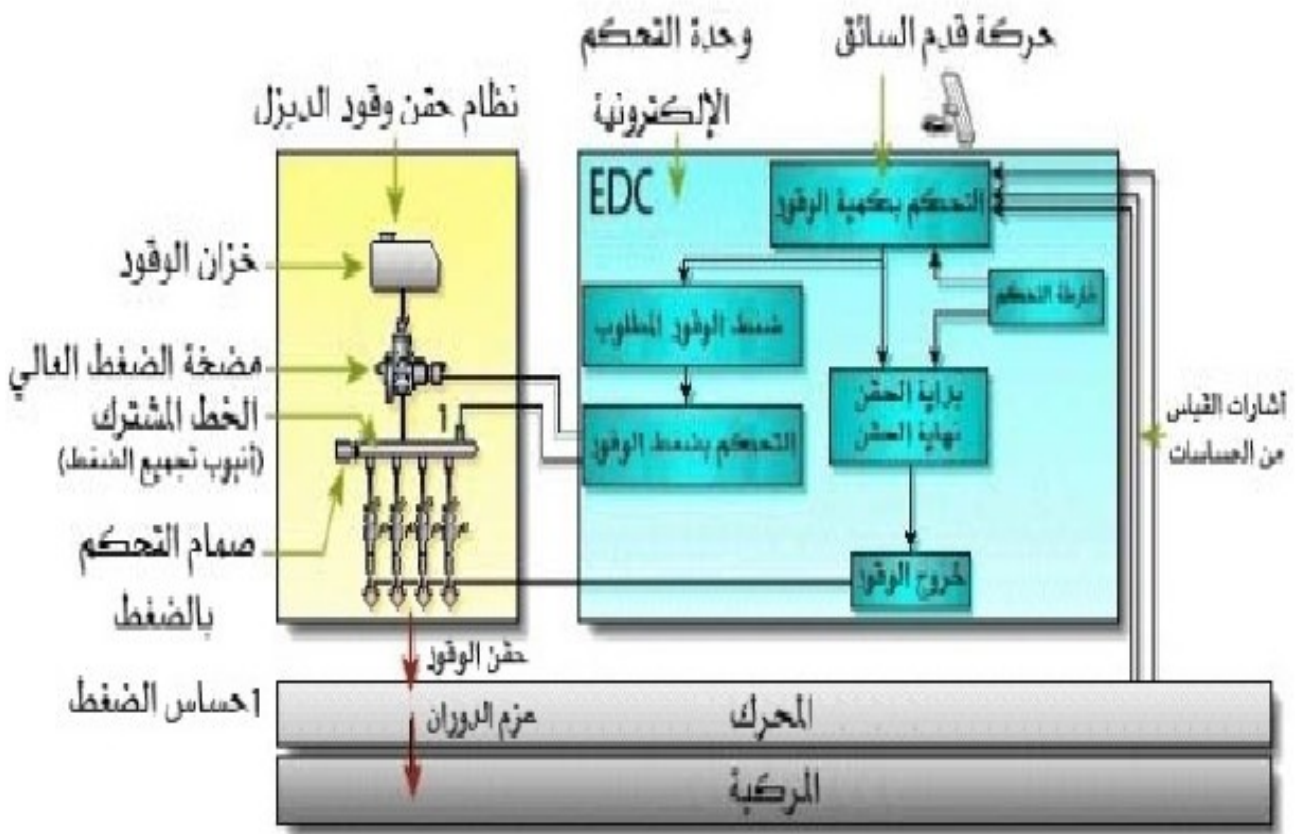 حركة قدم السائق
وحدة التحكم
الإلكترونية
نظام حقن وقود الديزل
EDC
التحكم بكمية الوقود
خزان الوقود
خارطة التحكم
ضغط الوقود المطلوب
مضخة الضغط العالي
الخط المشترك
(أنبوب تجميع الضغط)
1
بداية الحقن
نهاية الحقن
التحكم بضغط الوقود
أشارات القياس
من الحساسات
صمام التحكم
بالضغط
خروج الوقود
حقن الوقود
1حساس الضغط
عزم الدوران
المحرك
المركبة